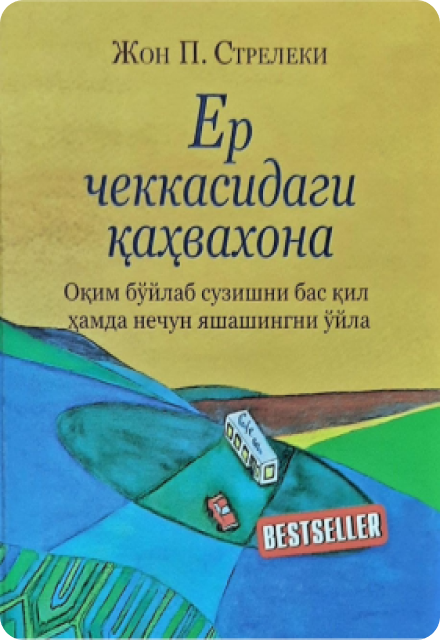 Жон П. Стрелеки
Ер
чеккасидаги
қаҳвахона
Оқим бўйлаб сузишни бас қил
ҳамда нечун яшашингни ўйла
BESTSELLER